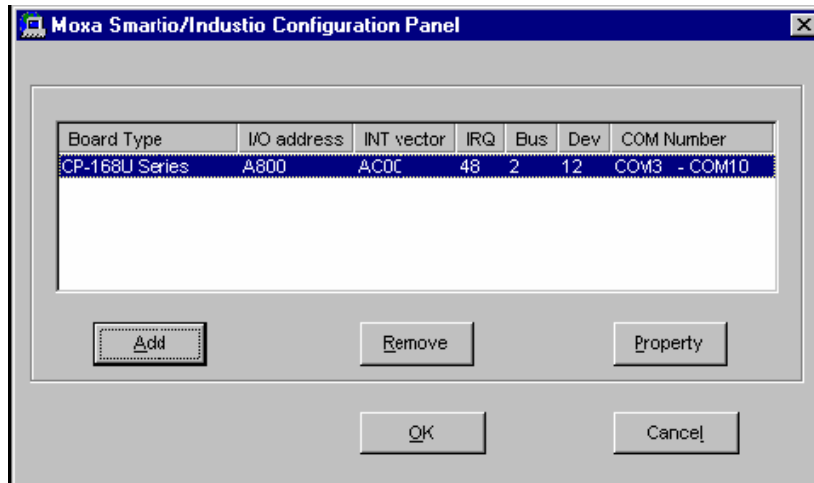 Moxa Smartio/Industio Configuration Panel
Board Type I/O address INT vector IRQ Bus Dev COM Number
CP-168U Series A800 AC00 48 2 12 COM3 - COM10
Add Remove Property
OK Cancel